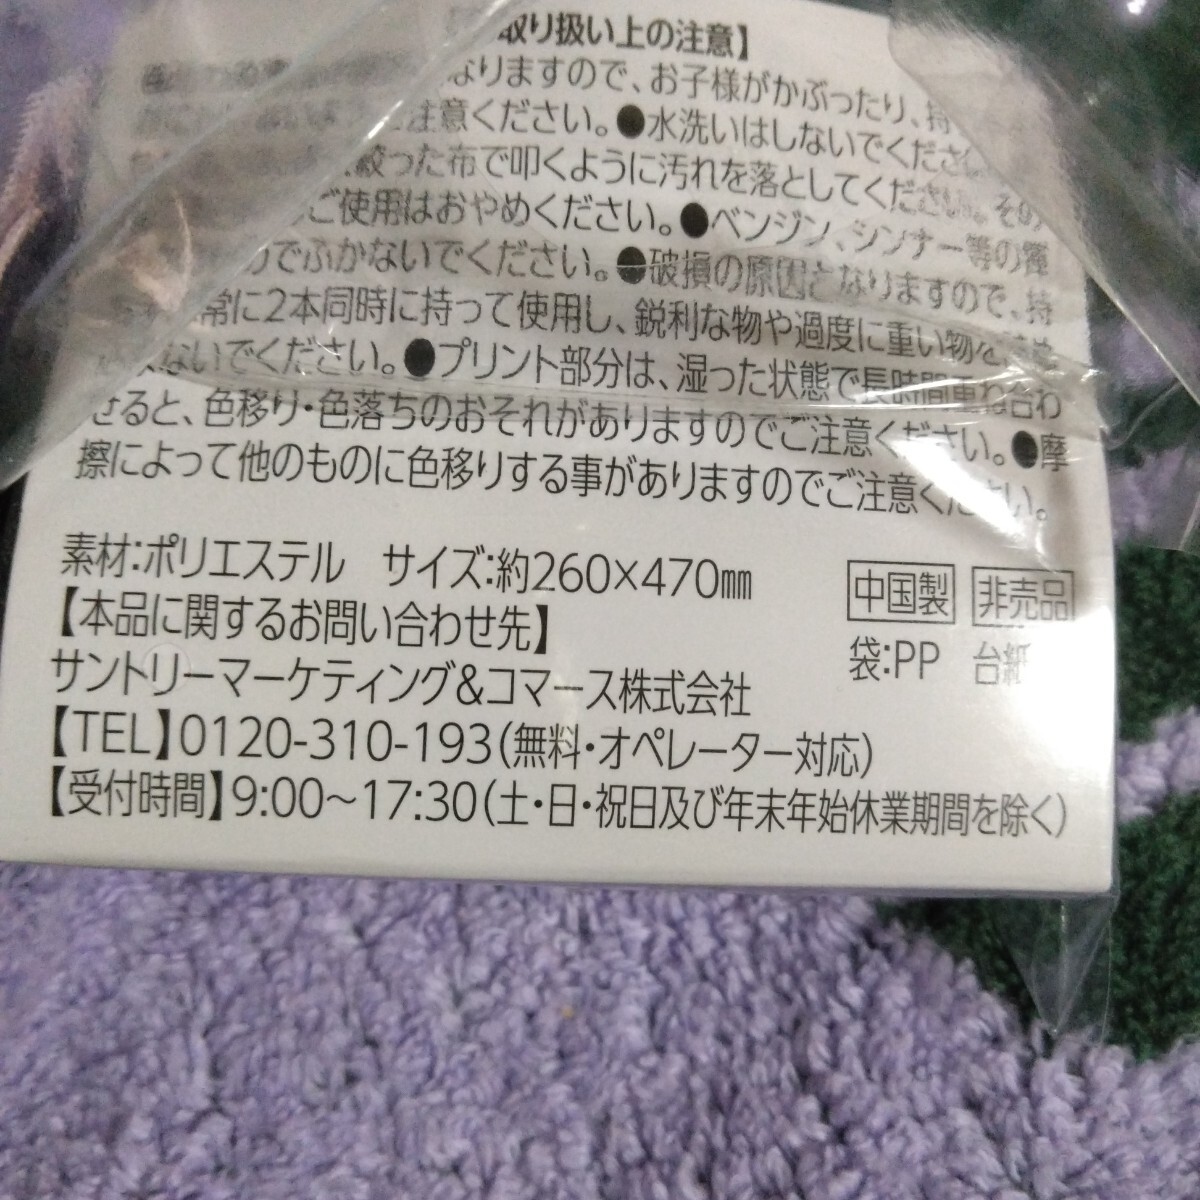 取り扱い上の注意】
なりますので、お子様がかぶったり、持
注意ください。●水洗いはしないでくださ
絞った布で叩くように汚れを落としてください。その
ご使用はおやめください。●ベンジン、シンナー等の
でふかないでください。●破損の原因となりますので、持
常に2本同時に持って使用し、鋭利な物や過度に重い物を
ないでください。●プリント部分は、湿った状態で長時間重ね合わ
せると、色移り・色落ちのおそれがありますのでご注意ください。●摩
擦によって他のものに色移りする事がありますのでご注意ください。
素材:ポリエステル サイズ:約260×470㎜
中国製 非売品
【本品に関するお問い合わせ先】
袋:PP 台紙
サントリーマーケティング&コマース株式会社
【TEL】0120-310-193(無料・オペレーター対応)
【受付時間】9:00〜17:30(土・日・祝日及び年末年始休業期間を除く)